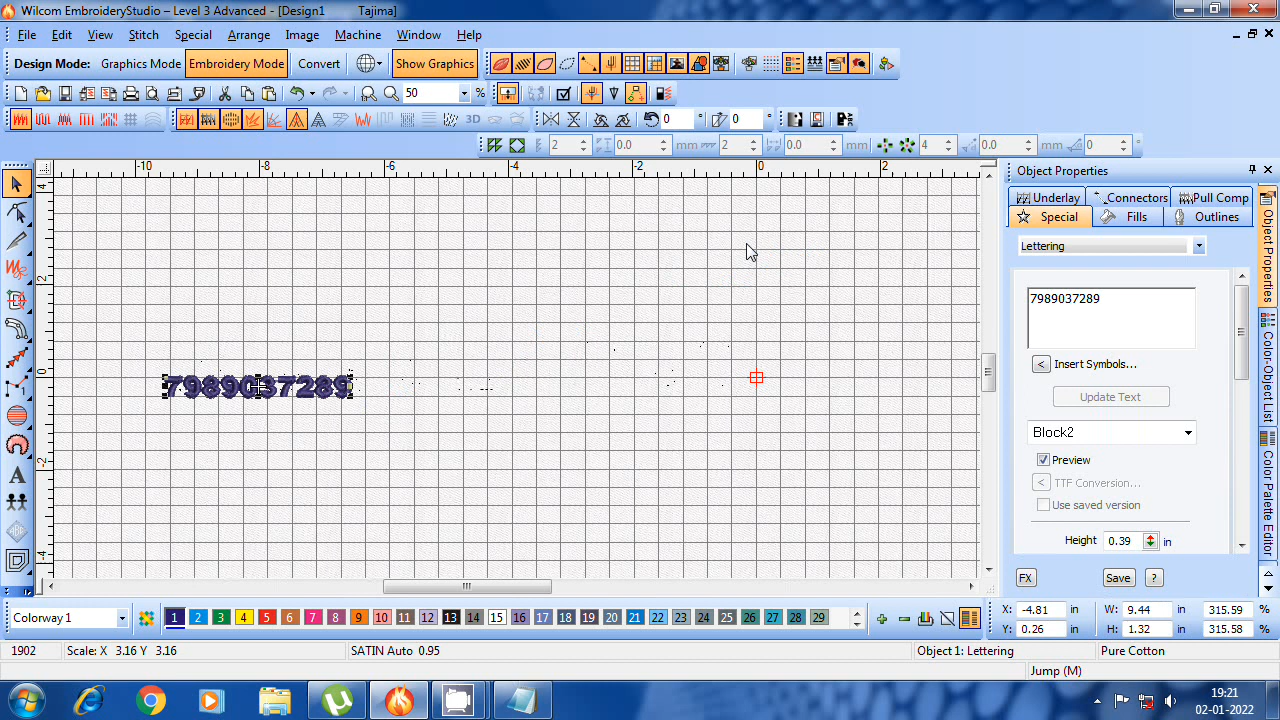 Wilcom EmbroideryStudio – Level 3 Advanced - [Design1 Tajima]
File Edit View Stitch Special Arrange Image Machine Window Help
Design Mode: Graphics Mode Embroidery Mode Convert Show Graphics
50 %
0 ° 0 °
3D
2 0.0 mm 2 0.0 mm 4 0.0 mm 0 °
-10 -8 -6 -4 -2 0 2
4
2
0
-2
-4
7989037289
Object Properties
Underlay Connectors Pull Comp
Special Fills Outlines
Lettering
7989037289
< Insert Symbols...
Update Text
Block2
Preview
< TTF Conversion...
Use saved version
Height 0.39 in
FX Save ?
Object Properties
Color-Object List
Color Palette Editor
Colorway 1
1 2 3 4 5 6 7 8 9 10 11 12 13 14 15 16 17 18 19 20 21 22 23 24 25 26 27 28 29
X: -4.81 in W: 9.44 in 315.59 %
Y: 0.26 in H: 1.32 in 315.58 %
1902 Scale: X 3.16 Y 3.16 SATIN Auto 0.95 Object 1: Lettering Pure Cotton
Jump (M)
19:21
02-01-2022